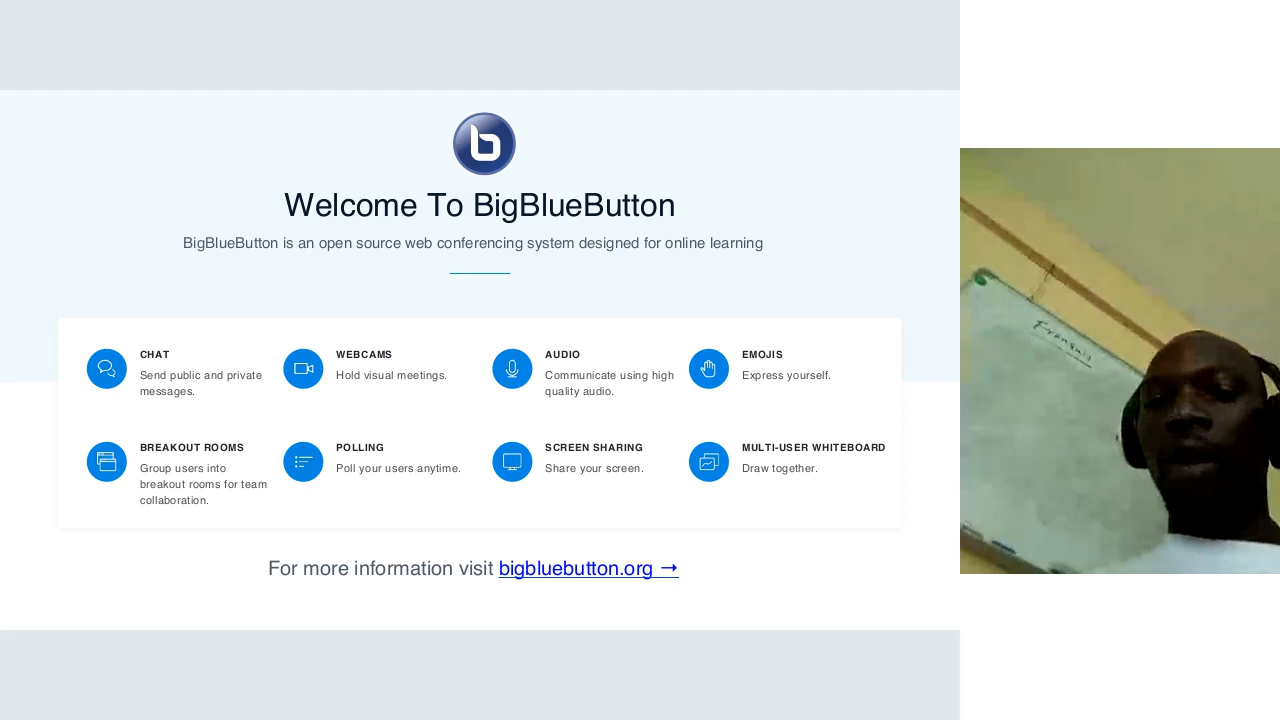 Welcome To BigBlueButton
BigBlueButton is an open source web conferencing system designed for online learning
CHAT
Send public and private
messages.
WEBCAMS
Hold visual meetings.
AUDIO
Communicate using high
quality audio.
EMOJIS
Express yourself.
BREAKOUT ROOMS
Group users into
breakout rooms for team
collaboration.
POLLING
Poll your users anytime.
SCREEN SHARING
Share your screen.
MULTI-USER WHITEBOARD
Draw together.
For more information visit bigbluebutton.org →
Français